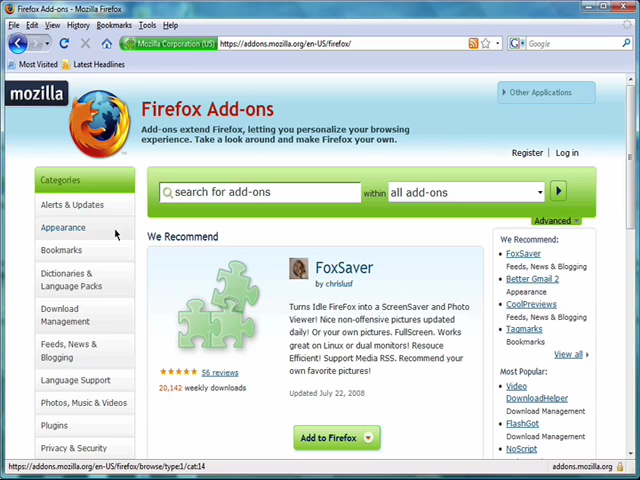 Firefox Add-ons - Mozilla Firefox
File Edit View History Bookmarks Tools Help
Mozilla Corporation (US) https://addons.mozilla.org/en-US/firefox/ Google
Most Visited Latest Headlines
mozilla
Other Applications
Firefox Add-ons
Add-ons extend Firefox, letting you personalize your browsing
experience. Take a look around and make Firefox your own.
Register Log in
Categories
Alerts & Updates
Appearance
Bookmarks
Dictionaries &
Language Packs
Download
Management
Feeds, News &
Blogging
Language Support
Photos, Music & Videos
Plugins
Privacy & Security
search for add-ons within all add-ons
Advanced
We Recommend
FoxSaver
by chrislusf
Turns Idle FireFox into a ScreenSaver and Photo
Viewer! Nice non-offensive pictures updated
daily! Or your own pictures. FullScreen. Works
great on Linux or dual monitors! Resouce
Efficient! Support Media RSS. Recommend your
own favorite pictures!
56 reviews
20,142 weekly downloads
Updated July 22, 2008
Add to Firefox
We Recommend:
FoxSaver
Feeds, News & Blogging
Better Gmail 2
Appearance
CoolPreviews
Feeds, News & Blogging
Tagmarks
Bookmarks
View all
Most Popular:
Video
DownloadHelper
Download Management
FlashGot
Download Management
NoScript
https://addons.mozilla.org/en-US/firefox/browse/type:1/cat:14
addons.mozilla.org